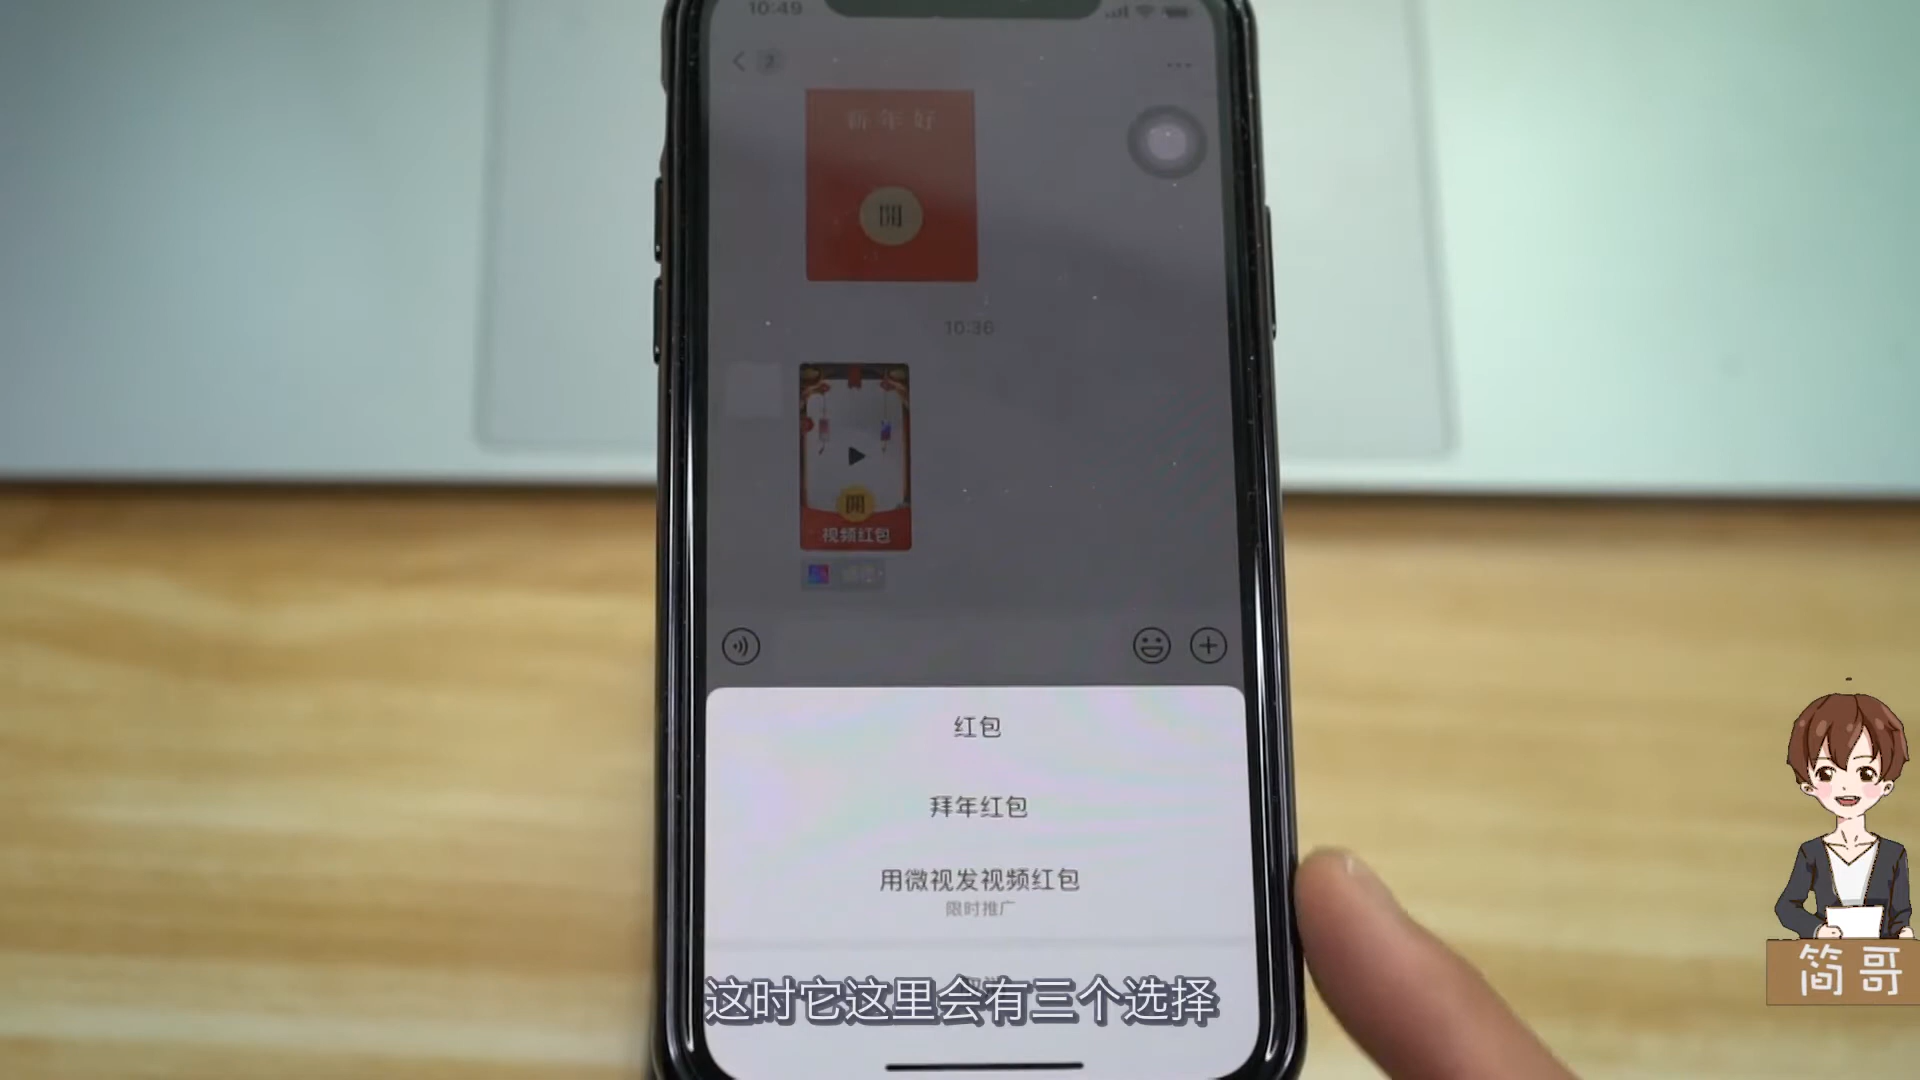 10:49
2
新年好
開
10:36
開
视频红包
红包
拜年红包
用微视发视频红包
限时推广
这时它这里会有三个选择
简哥